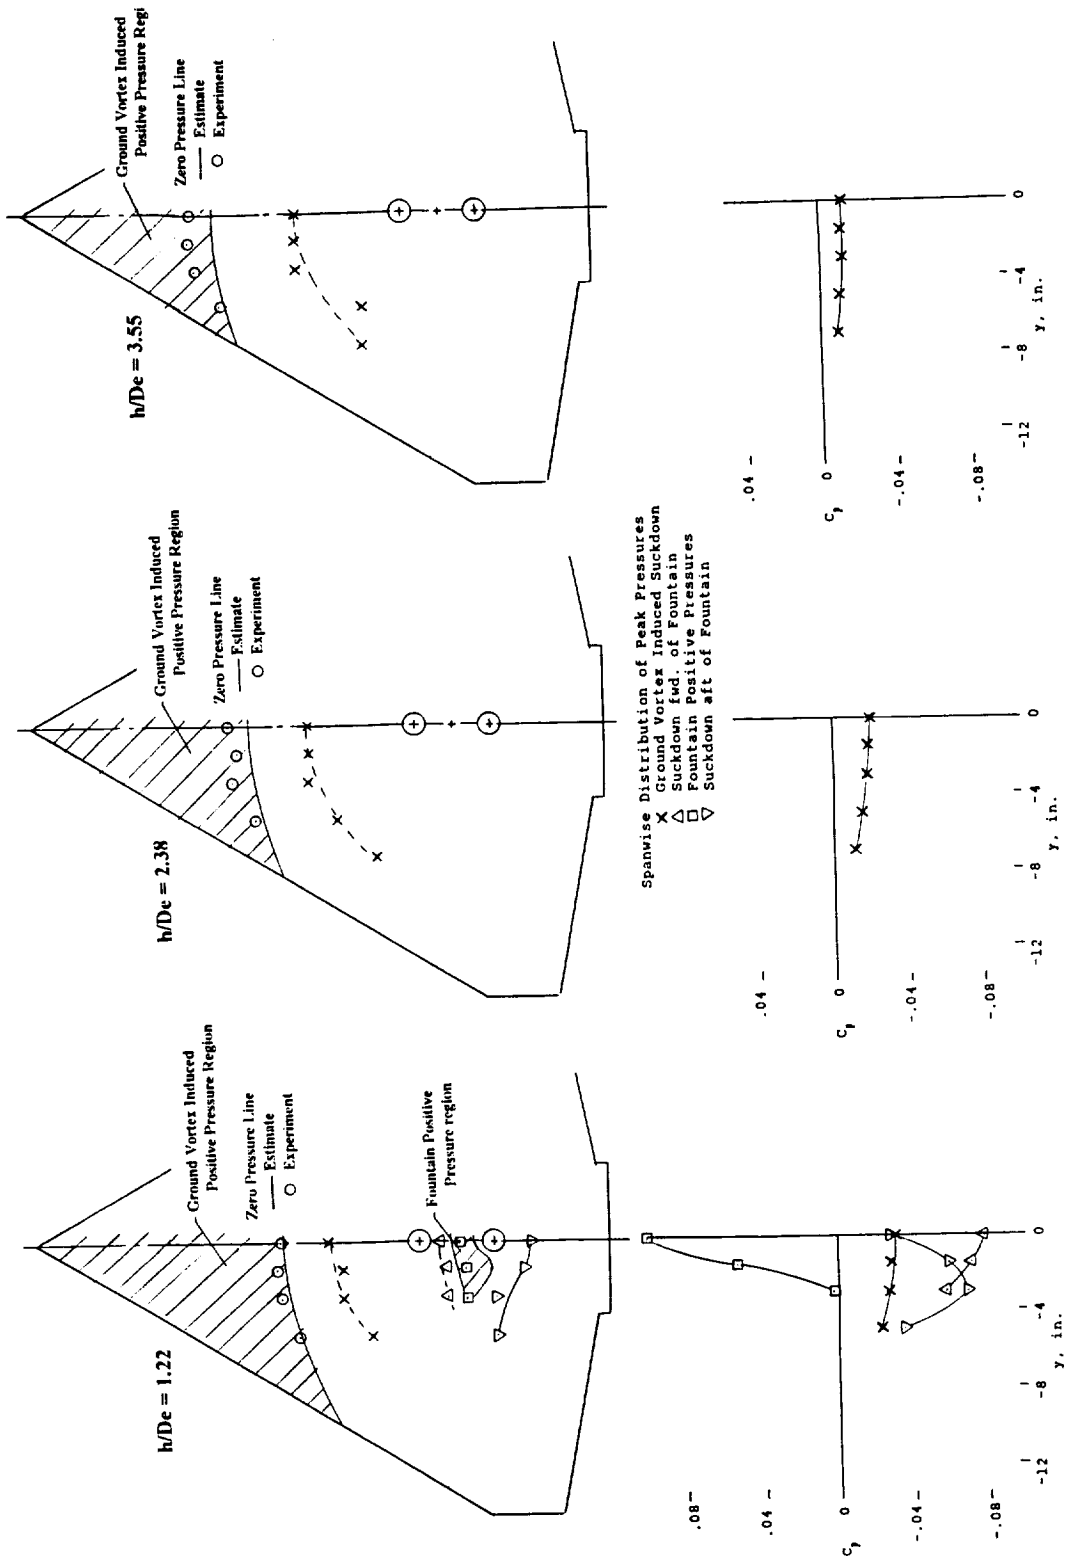 h/De = 3.55
Ground Vortex Induced
Positive Pressure Regi
Zero Pressure Line
Estimate
Experiment
.04
0
Cp
-.04
-.08
0
-4
-8
-12
y, in.
h/De = 2.38
Ground Vortex Induced
Positive Pressure Region
Zero Pressure Line
Estimate
Experiment
Spanwise Distribution of Peak Pressures
Ground Vortex Induced Suckdown
Suckdown fwd. of Fountain
Fountain Positive Pressures
Suckdown aft of Fountain
.04
0
Cp
-.04
-.08
0
-4
-8
-12
y, in.
h/De = 1.22
Ground Vortex Induced
Positive Pressure Region
Zero Pressure Line
Estimate
Experiment
Fountain Positive
Pressure region
.08
.04
0
Cp
-.04
-.08
0
-4
-8
-12
y, in.